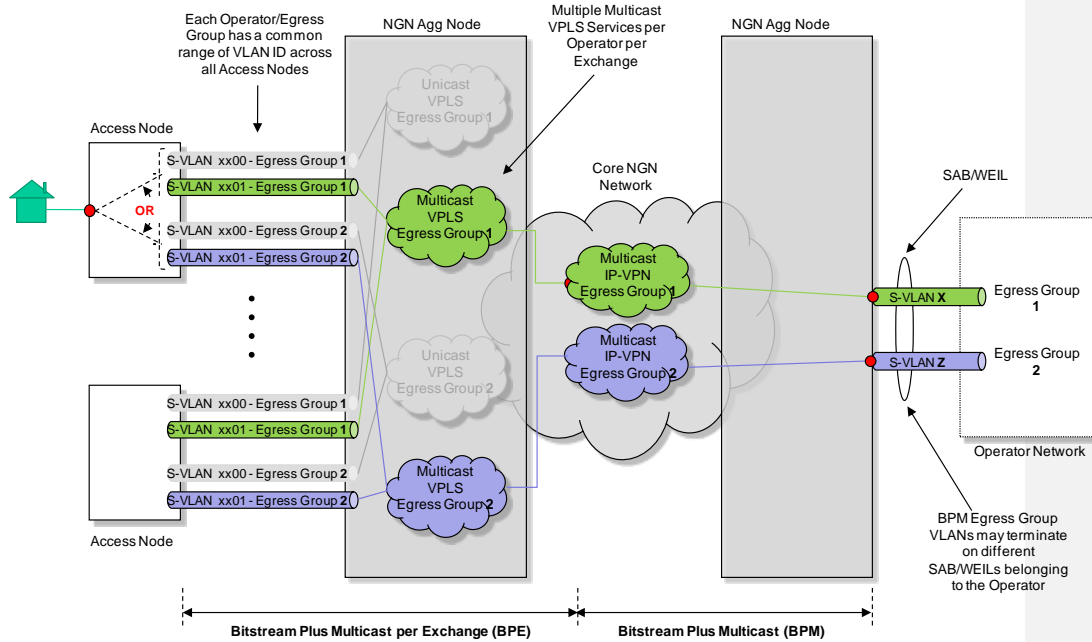 Each Operator/Egress
Group has a common
range of VLAN ID across
all Access Nodes
NGN Agg Node
Multiple Multicast
VPLS Services per
Operator per
Exchange
NGN Agg Node
Unicast
VPLS
Egress Group 1
Access Node
S-VLAN xx00 - Egress Group 1
S-VLAN xx01 - Egress Group 1
OR
S-VLAN xx00 - Egress Group 2
S-VLAN xx01 - Egress Group 2
Multicast
VPLS
Egress Group 1
Core NGN
Network
SAB/WEIL
Multicast
IP-VPN
Egress Group 1
S-VLAN X
Egress Group
1
Multicast
IP-VPN
Egress Group 2
S-VLAN Z
Egress Group
2
Unicast
VPLS
Egress Group 2
S-VLAN xx00 - Egress Group 1
S-VLAN xx01 - Egress Group 1
S-VLAN xx00 - Egress Group 2
S-VLAN xx01 - Egress Group 2
Access Node
Multicast
VPLS
Egress Group 2
Operator Network
BPM Egress Group
VLANs may terminate
on different
SAB/WEILs belonging
to the Operator
Bitstream Plus Multicast per Exchange (BPE)
Bitstream Plus Multicast (BPM)